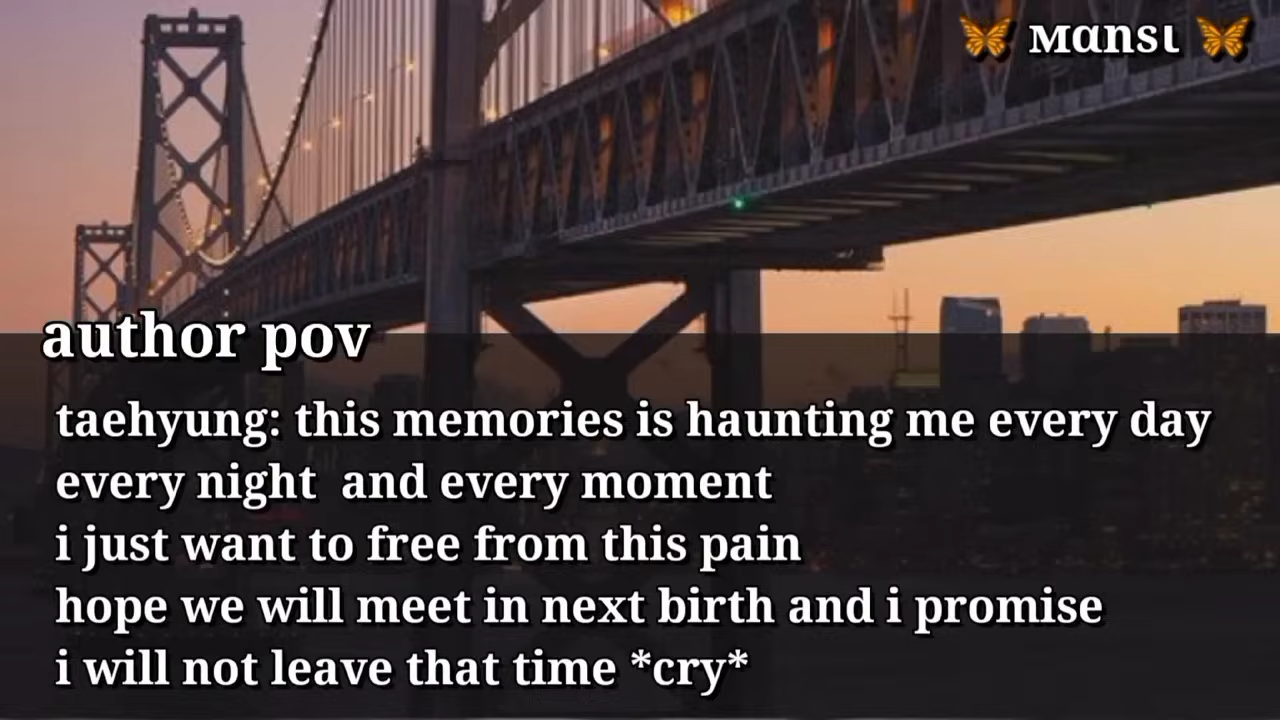 🦋 мαnsι 🦋
author pov
taehyung: this memories is haunting me every day
every night  and every moment
i just want to free from this pain
hope we will meet in next birth and i promise
i will not leave that time *cry*